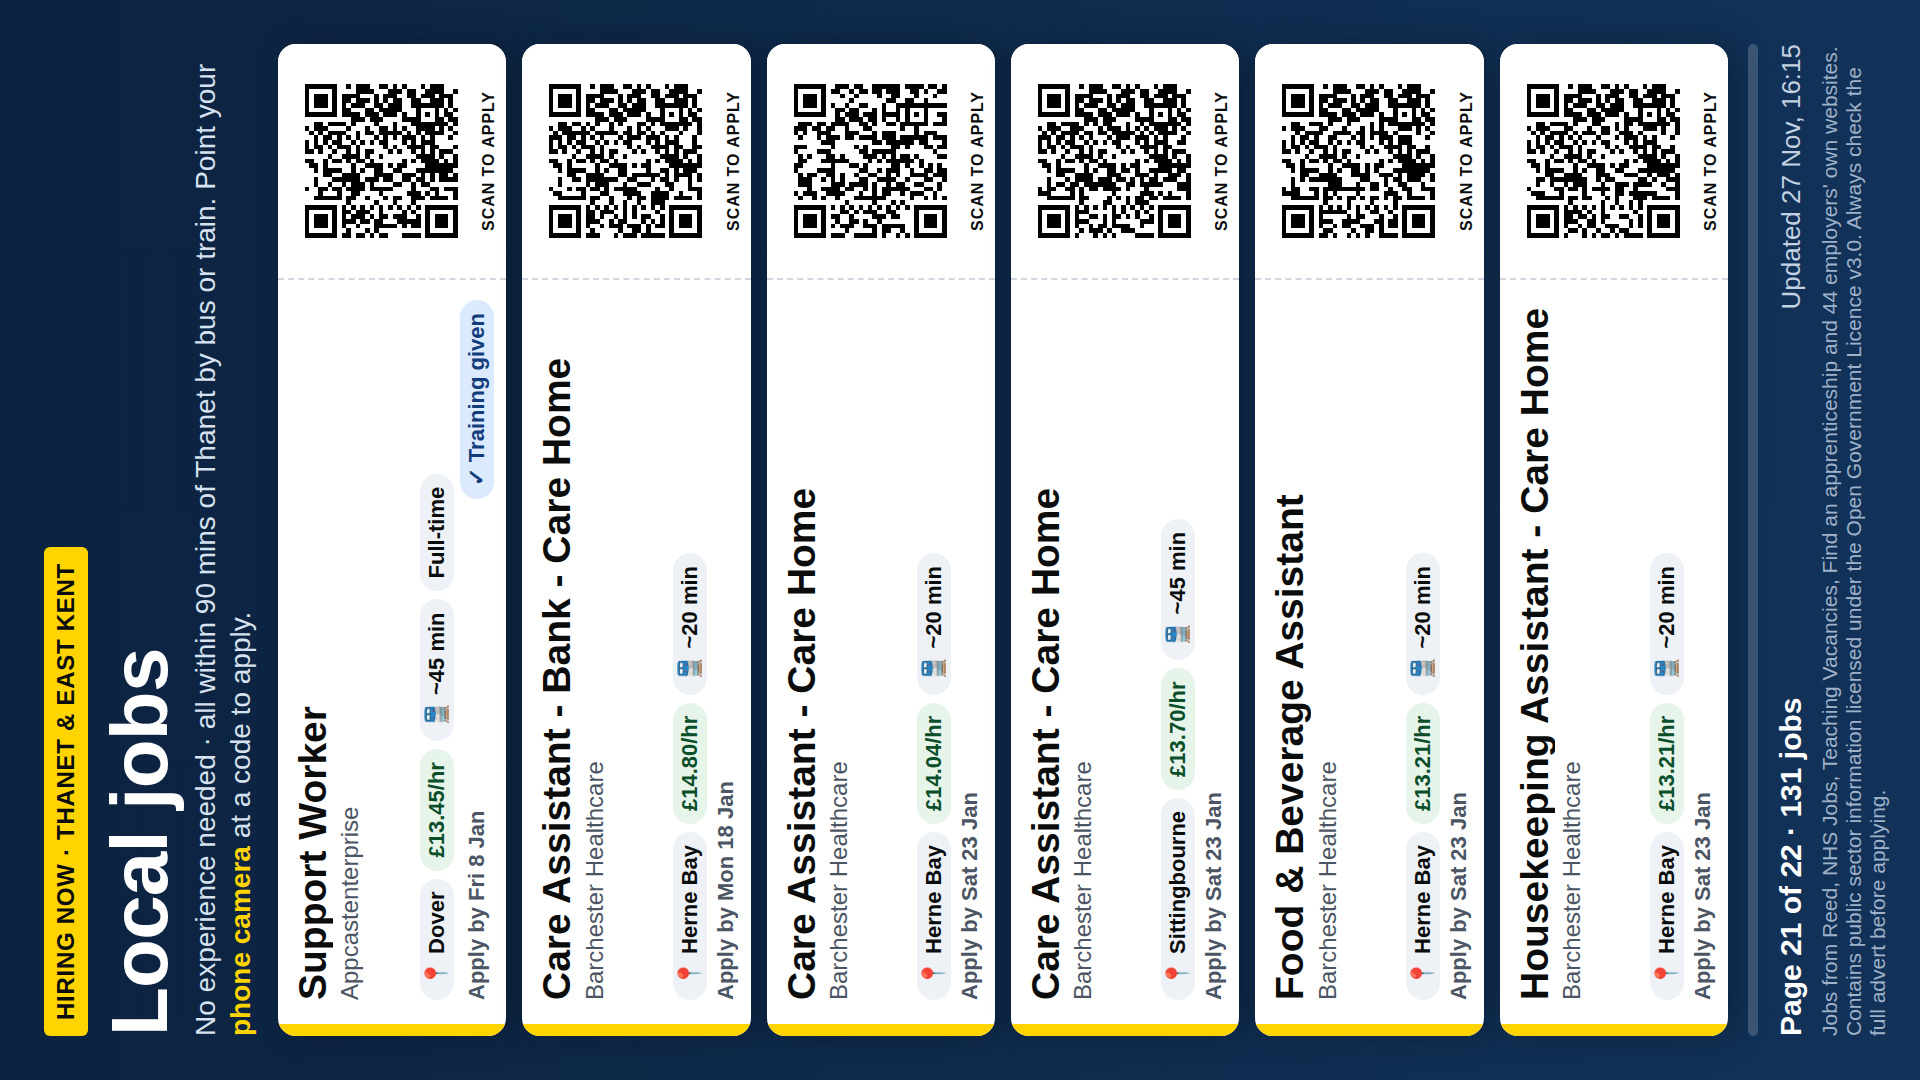 HIRING NOW · THANET & EAST KENT
Local jobs
No experience needed · all within 90 mins of Thanet by bus or train. Point your
phone camera at a code to apply.
Support Worker
Appcastenterprise
📍 Dover
£13.45/hr
🚆 ~45 min
Full-time
Apply by Fri 8 Jan
✓ Training given
SCAN TO APPLY
Care Assistant - Bank - Care Home
Barchester Healthcare
📍 Herne Bay
£14.80/hr
🚆 ~20 min
Apply by Mon 18 Jan
SCAN TO APPLY
Care Assistant - Care Home
Barchester Healthcare
📍 Herne Bay
£14.04/hr
🚆 ~20 min
Apply by Sat 23 Jan
SCAN TO APPLY
Care Assistant - Care Home
Barchester Healthcare
📍 Sittingbourne
£13.70/hr
🚆 ~45 min
Apply by Sat 23 Jan
SCAN TO APPLY
Food & Beverage Assistant
Barchester Healthcare
📍 Herne Bay
£13.21/hr
🚆 ~20 min
Apply by Sat 23 Jan
SCAN TO APPLY
Housekeeping Assistant - Care Home
Barchester Healthcare
📍 Herne Bay
£13.21/hr
🚆 ~20 min
Apply by Sat 23 Jan
SCAN TO APPLY
Page 21 of 22 · 131 jobs
Updated 27 Nov, 16:15
Jobs from Reed, NHS Jobs, Teaching Vacancies, Find an apprenticeship and 44 employers' own websites.
Contains public sector information licensed under the Open Government Licence v3.0. Always check the
full advert before applying.